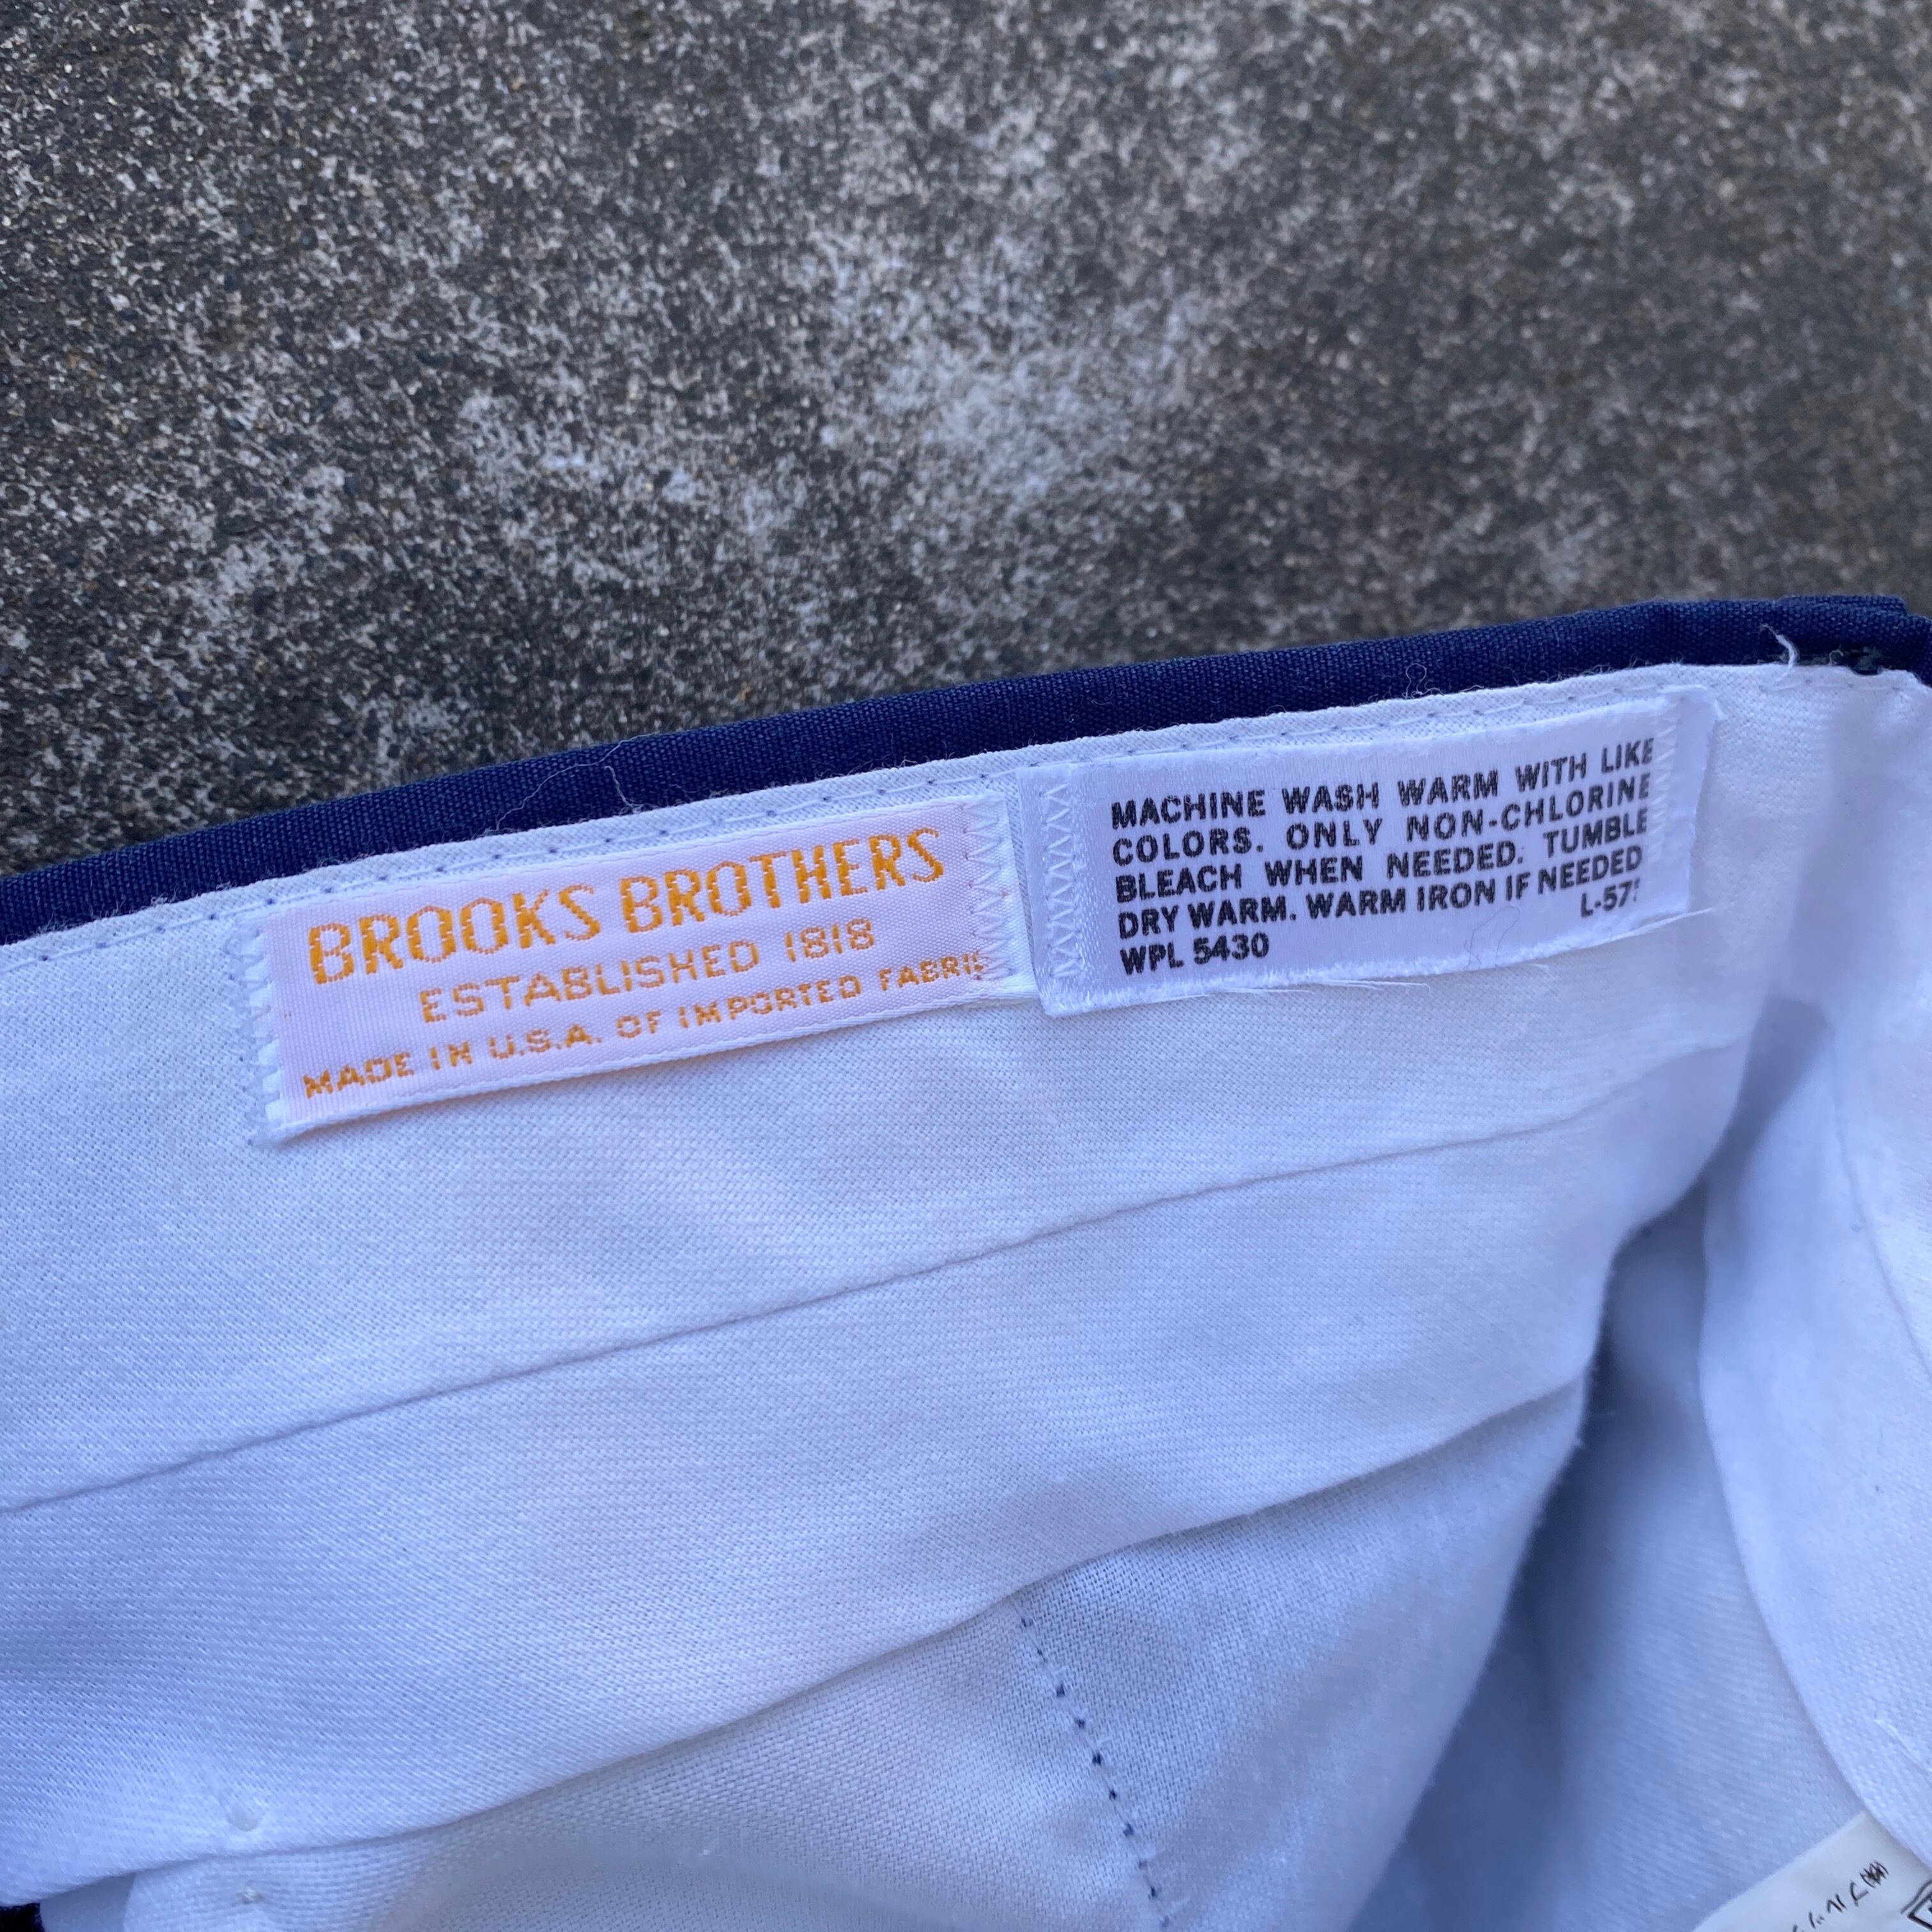 BROOKS BROTHERS
ESTABLISHED 1818
MADE IN U.S.A. OF IMPORTED
MACHINE WASH WARM WITH LIKE
COLORS. ONLY NON-CHLORINE
BLEACH WHEN NEEDED. TUMBLE
DRY WARM. WARM IRON IF NEEDED
WPL 5430